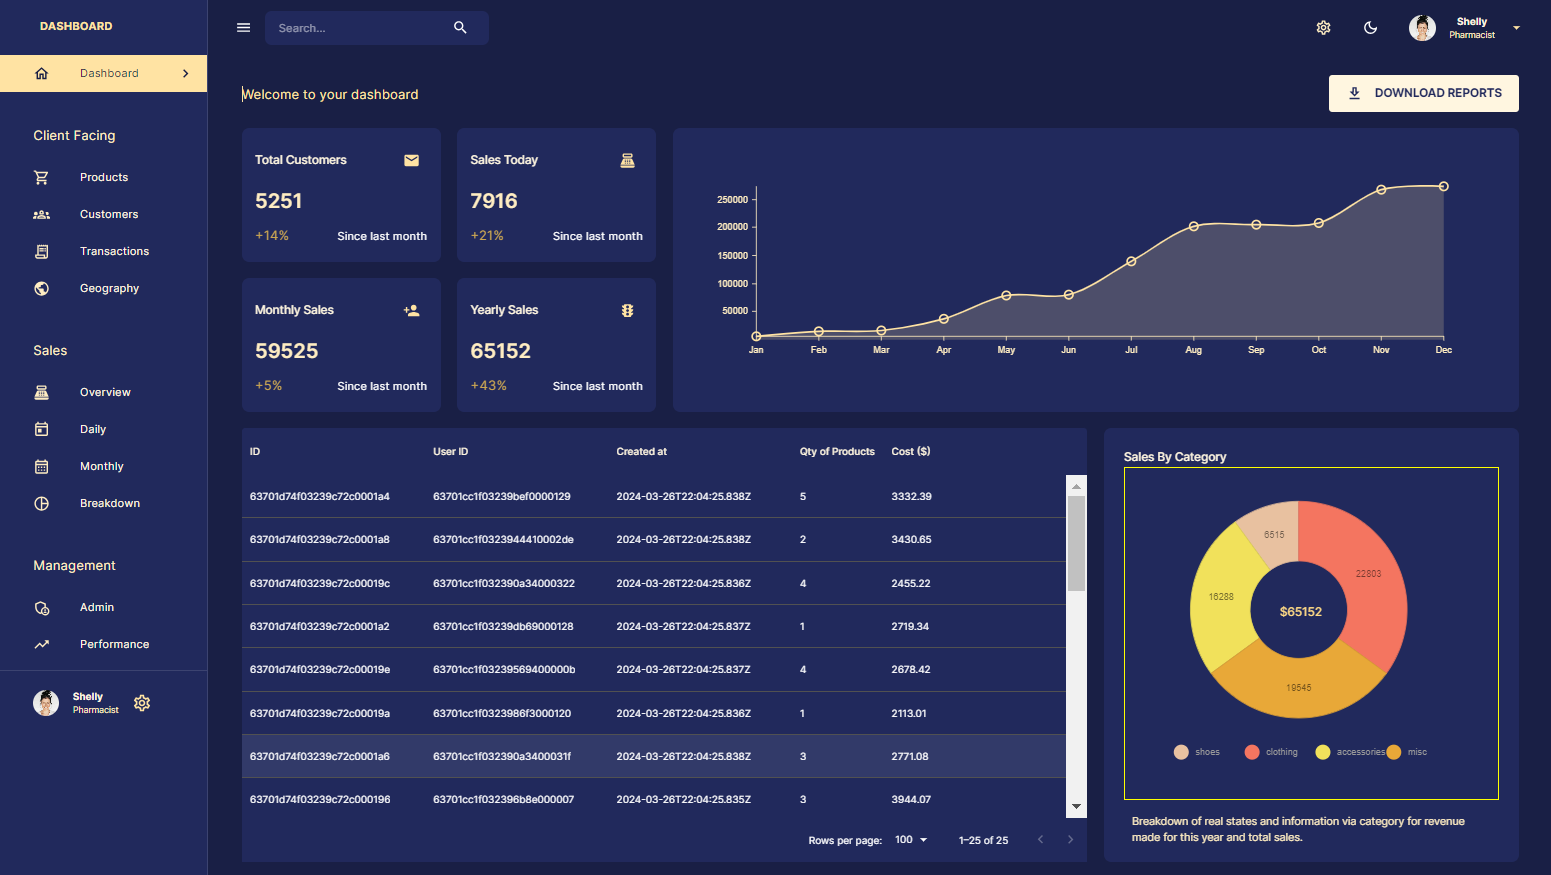 DASHBOARD
Search...
Shelly
Pharmacist
Dashboard
Welcome to your dashboard
DOWNLOAD REPORTS
Client Facing
Products
Customers
Transactions
Geography
Sales
Overview
Daily
Monthly
Breakdown
Management
Admin
Performance
Shelly
Pharmacist
Total Customers
5251
+14% Since last month
Sales Today
7916
+21% Since last month
Monthly Sales
59525
+5% Since last month
Yearly Sales
65152
+43% Since last month
250000
200000
150000
100000
50000
Jan Feb Mar Apr May Jun Jul Aug Sep Oct Nov Dec
ID User ID Created at Qty of Products Cost ($)
63701d74f03239c72c0001a4 63701cc1f03239bef0000129 2024-03-26T22:04:25.838Z 5 3332.39
63701d74f03239c72c0001a8 63701cc1f0323944410002de 2024-03-26T22:04:25.838Z 2 3430.65
63701d74f03239c72c00019c 63701cc1f032390a34000322 2024-03-26T22:04:25.836Z 4 2455.22
63701d74f03239c72c0001a2 63701cc1f03239db69000128 2024-03-26T22:04:25.837Z 1 2719.34
63701d74f03239c72c00019e 63701cc1f03239569400000b 2024-03-26T22:04:25.837Z 4 2678.42
63701d74f03239c72c00019a 63701cc1f0323986f3000120 2024-03-26T22:04:25.836Z 1 2113.01
63701d74f03239c72c0001a6 63701cc1f032390a3400031f 2024-03-26T22:04:25.838Z 3 2771.08
63701d74f03239c72c000196 63701cc1f032396b8e000007 2024-03-26T22:04:25.835Z 3 3944.07
Rows per page: 100 1–25 of 25
Sales By Category
6515
22803
16288
$65152
19545
shoes clothing accessories misc
Breakdown of real states and information via category for revenue
made for this year and total sales.